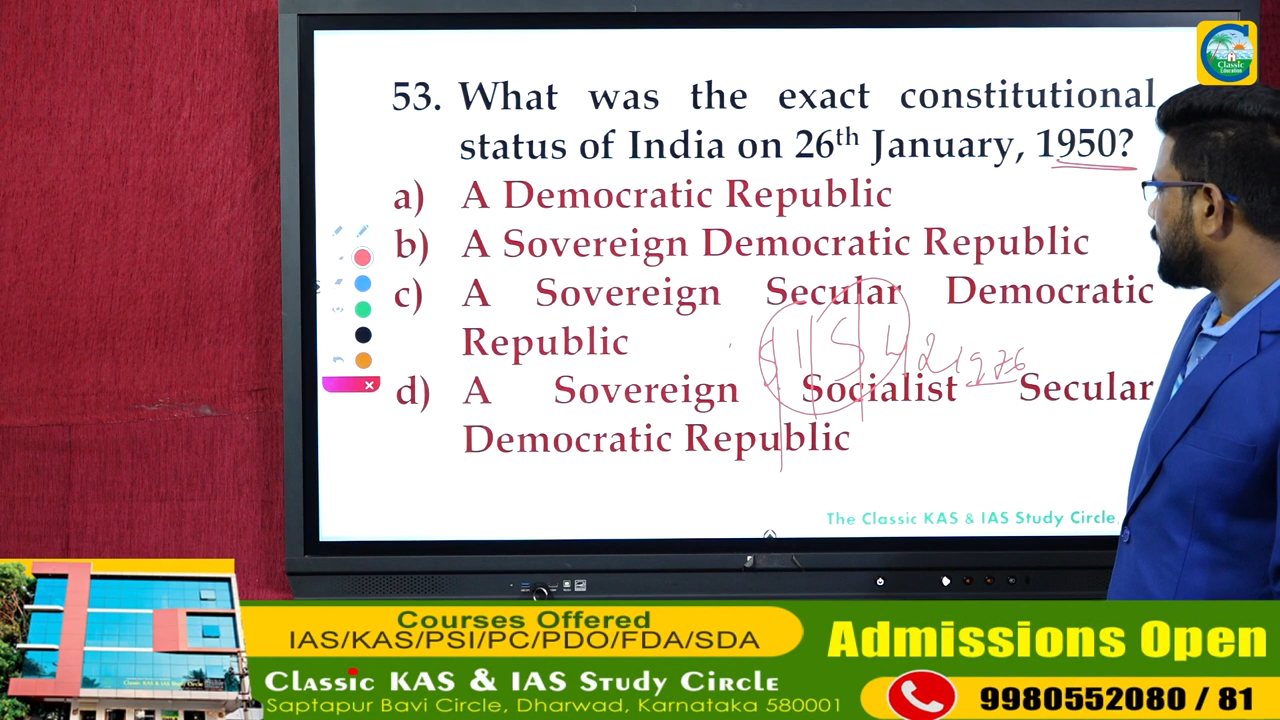 53. What was the exact constitutional
status of India on 26th January, 1950?
a) A Democratic Republic
b) A Sovereign Democratic Republic
c) A Sovereign Secular Democratic
Republic
d) A Sovereign Socialist Secular
Democratic Republic
42 1976
The Classic KAS & IAS Study Circle
Classic
Education
Courses Offered
IAS/KAS/PSI/PC/PDO/FDA/SDA
Classic KAS & IAS Study Circle
Saptapur Bavi Circle, Dharwad, Karnataka 580001
Admissions Open
9980552080 / 81